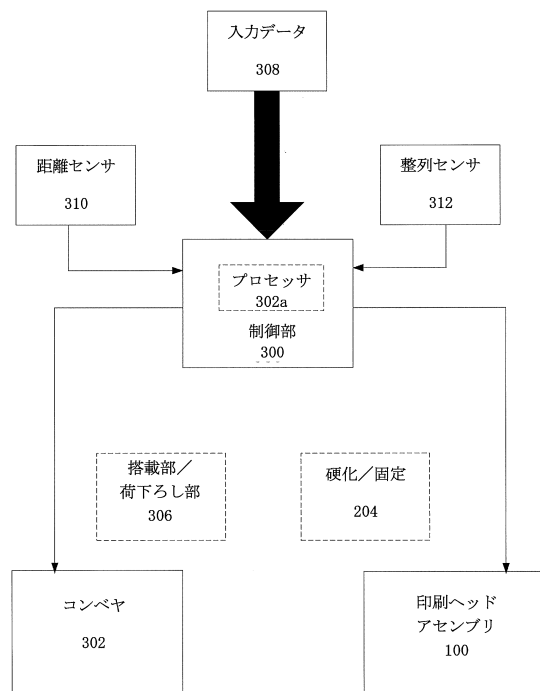 入力データ
308
距離センサ
310
整列センサ
312
プロセッサ
302a
制御部
300
搭載部／
荷下ろし部
306
硬化／固定
204
コンベヤ
302
印刷ヘッド
アセンブリ
100